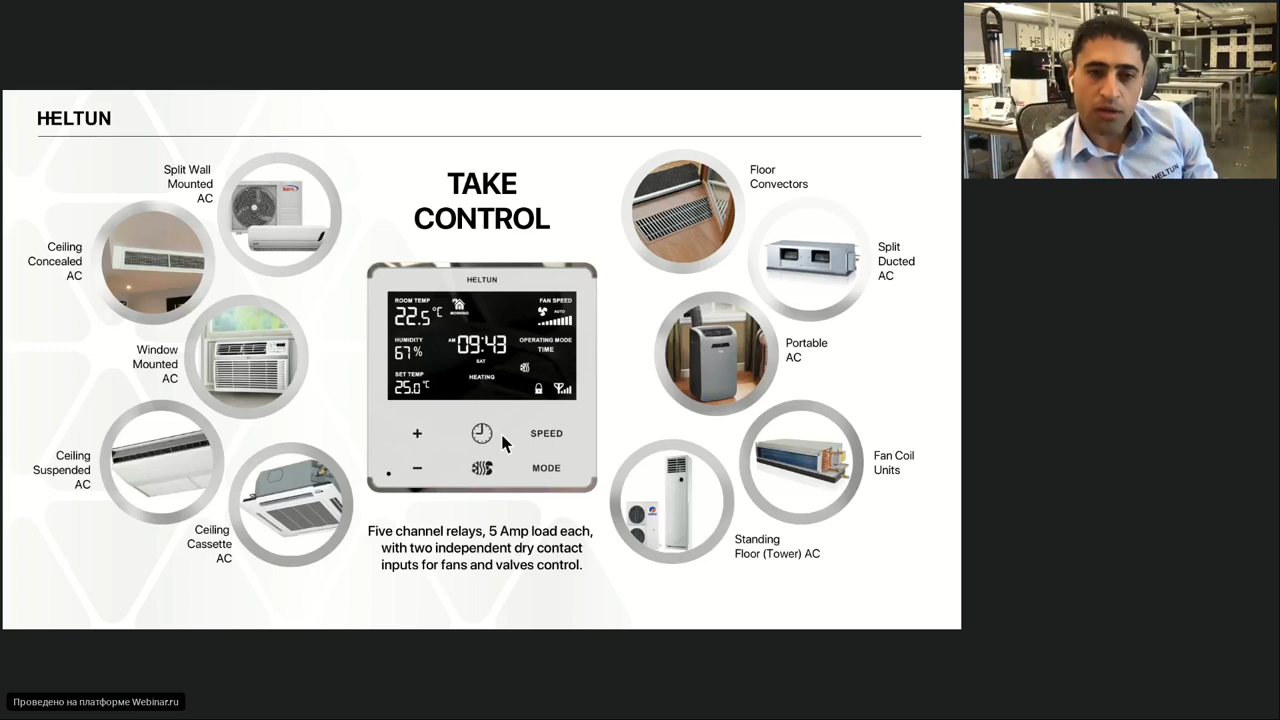 HELTUN
Split Wall
Mounted
AC
Ceiling
Concealed
AC
Window
Mounted
AC
Ceiling
Suspended
AC
Ceiling
Cassette
AC
TAKE
CONTROL
HELTUN
ROOM TEMP
22.5 °C
MORNING
FAN SPEED
AUTO
HUMIDITY
67 %
AM 09:43
SAT
OPERATING MODE
TIME
SET TEMP
25.0 °C
HEATING
+
SPEED
−
MODE
Five channel relays, 5 Amp load each,
with two independent dry contact
inputs for fans and valves control.
Floor
Convectors
Split
Ducted
AC
Portable
AC
Fan Coil
Units
Standing
Floor (Tower) AC
HELTUN
Проведено на платформе Webinar.ru